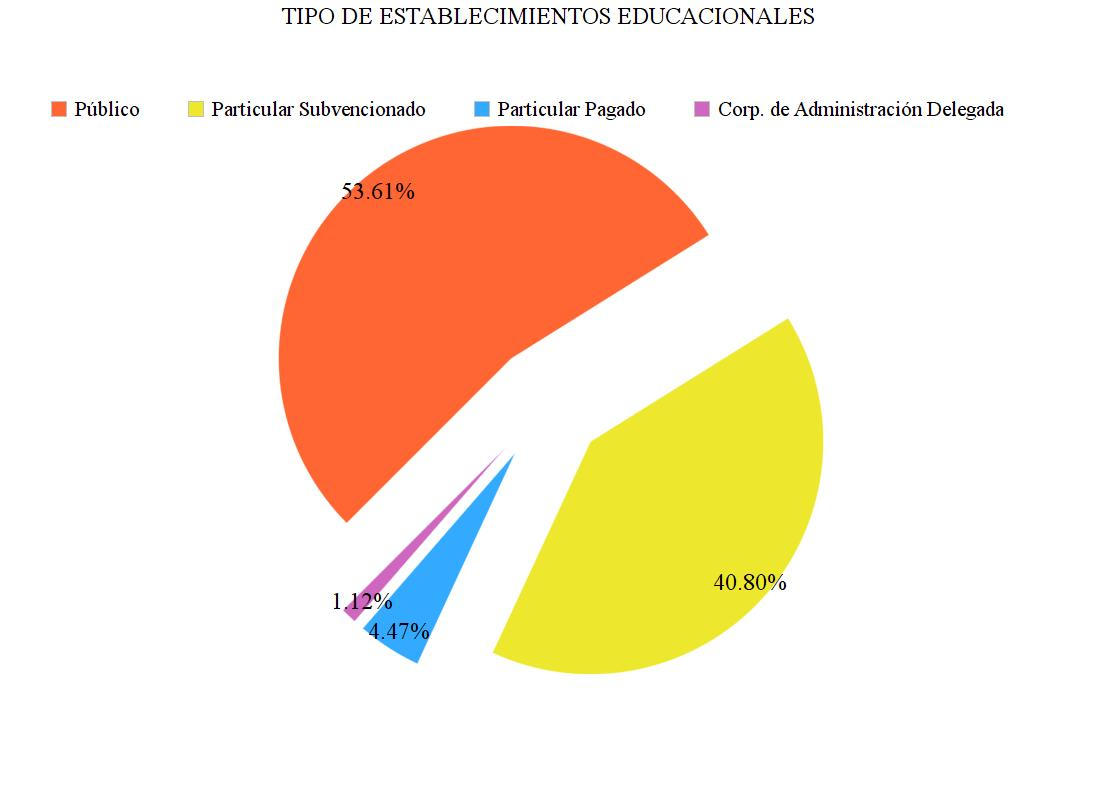 TIPO DE ESTABLECIMIENTOS EDUCACIONALES
Público Particular Subvencionado Particular Pagado Corp. de Administración Delegada
53.61%
40.80%
1.12%
4.47%